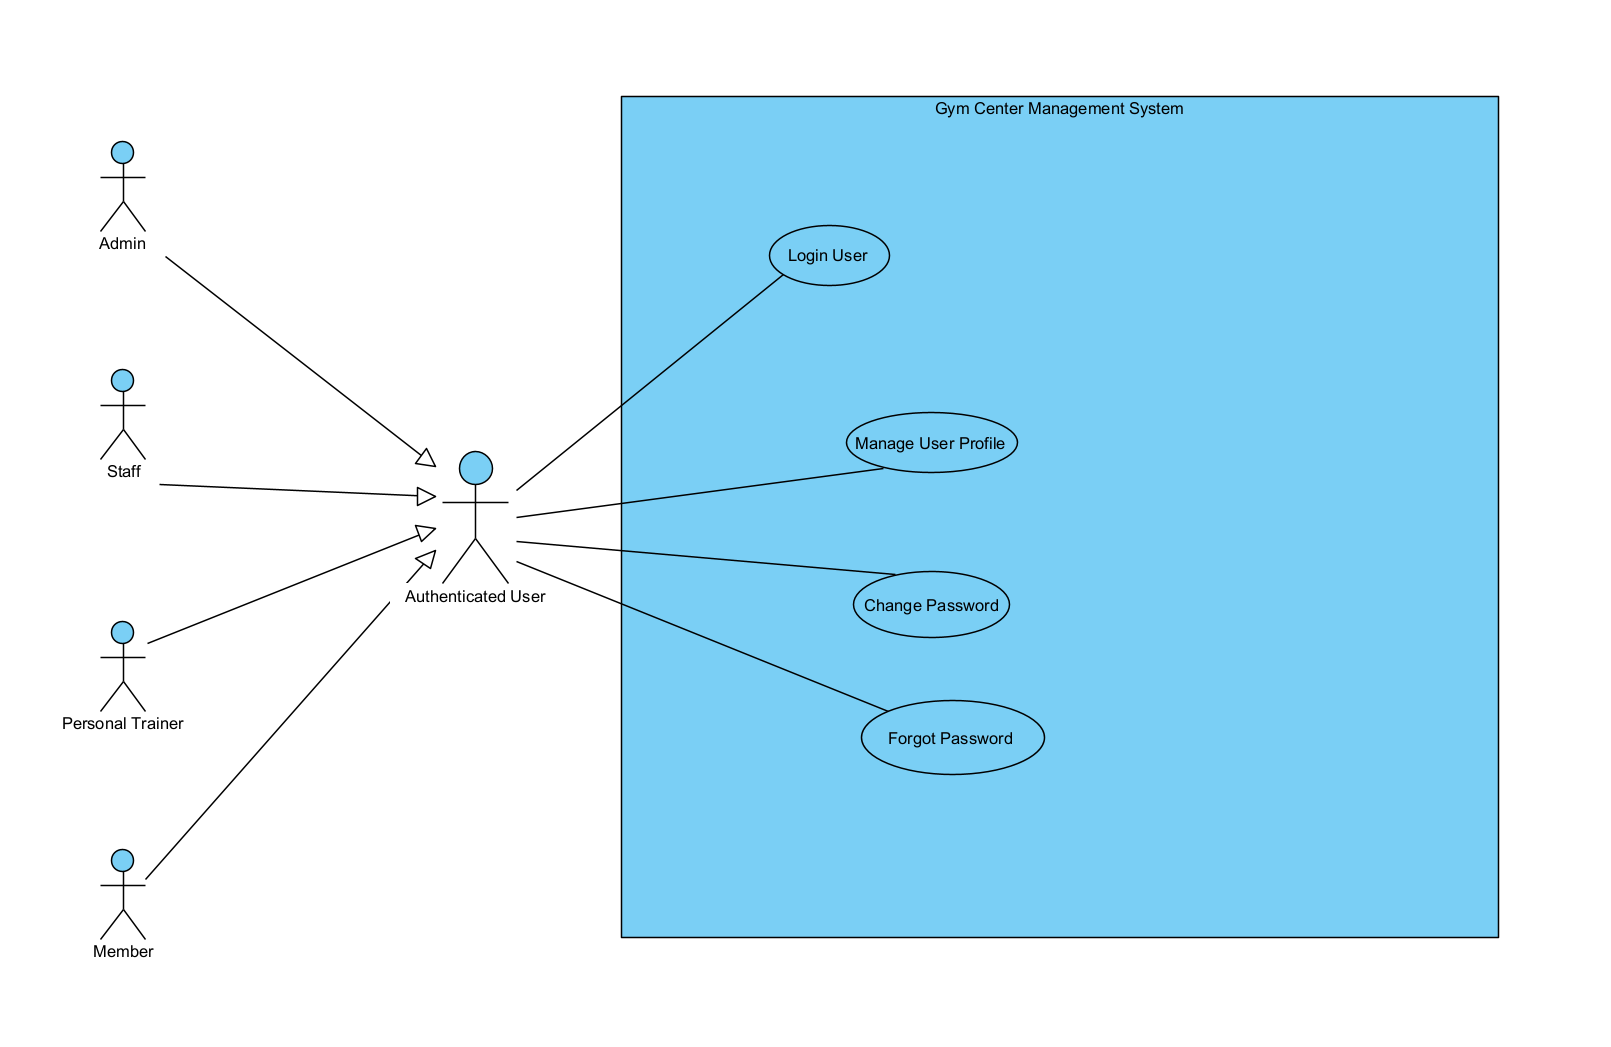 Gym Center Management System
Admin
Login User
Staff
Manage User Profile
Authenticated User
Change Password
Personal Trainer
Forgot Password
Member